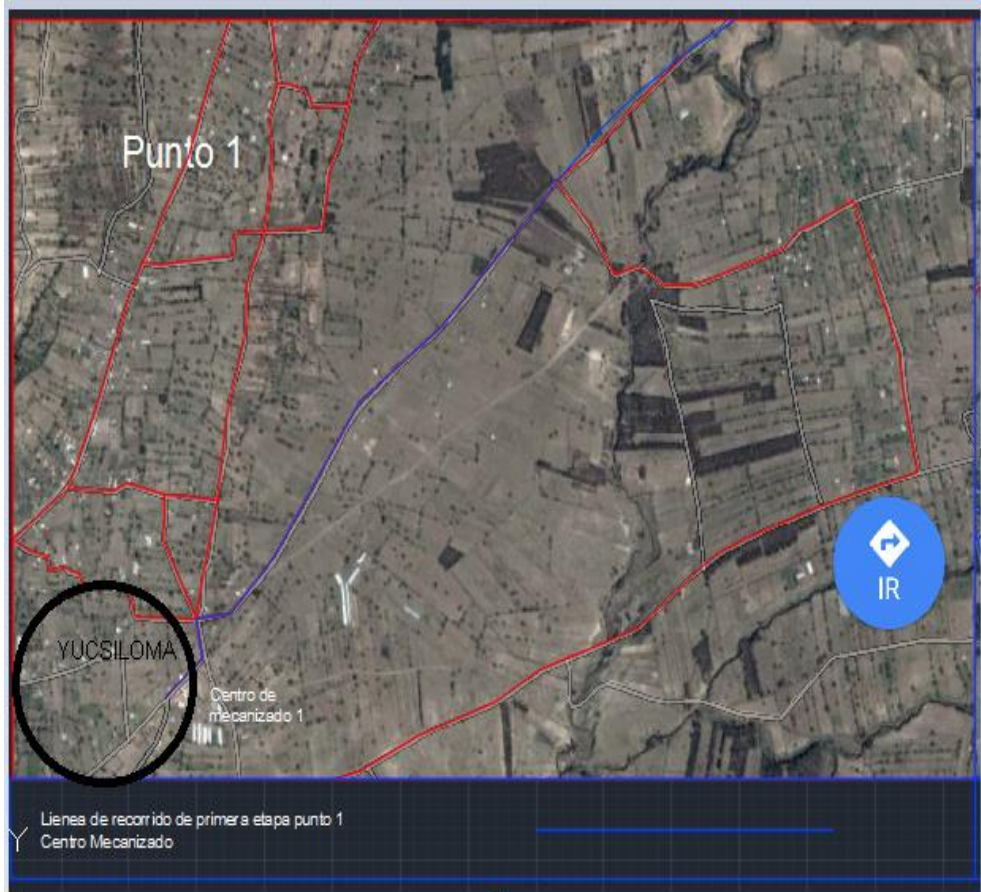 Punto 1
IR
YUCSILOMA
Centro de
mecanizado 1
Lienea de recorrido de primera etapa punto 1
Centro Mecanizado